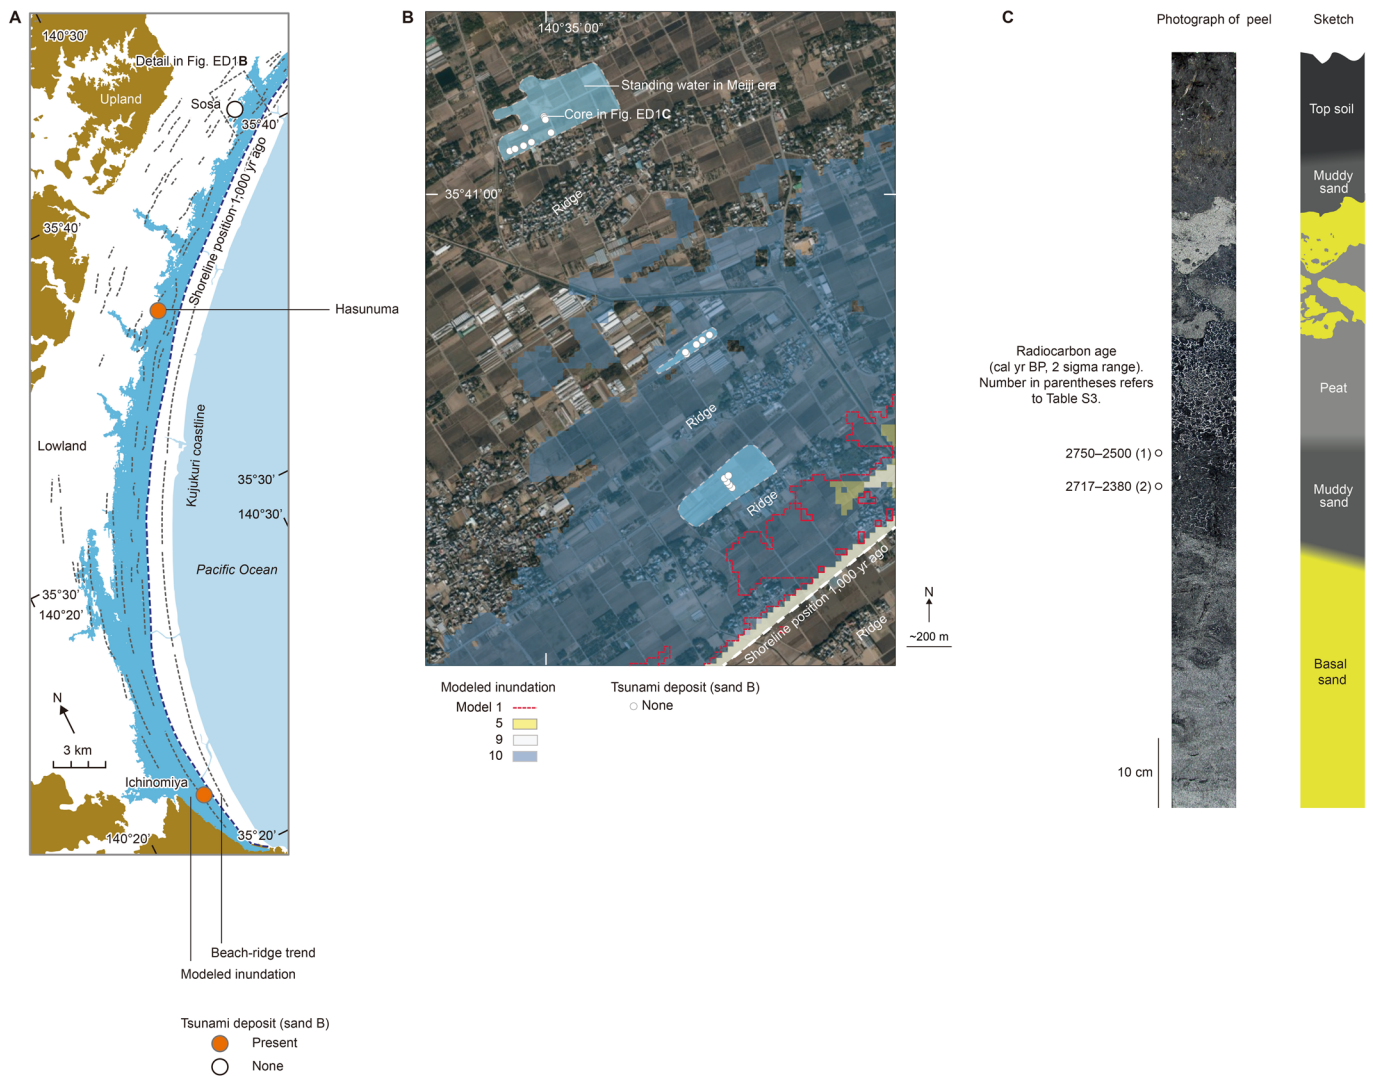 A
140°30’
Detail in Fig. ED1B
Upland
Sosa
35°40’
Shoreline position 1,000 yr ago
35°40’
Hasunuma
Lowland
Kujukuri coastline
35°30’
140°30’
Pacific Ocean
35°30’
140°20’
N
3 km
Ichinomiya
140°20’
35°20’
Beach-ridge trend
Modeled inundation
Tsunami deposit (sand B)
Present
None
B
140°35’00”
Standing water in Meiji era
Core in Fig. ED1C
35°41’00”
Ridge
Ridge
Ridge
Shoreline position 1,000 yr ago
Ridge
N
~200 m
Modeled inundation
Model 1
5
9
10
Tsunami deposit (sand B)
None
C
Photograph of peel
Sketch
Top soil
Muddy
sand
Radiocarbon age
(cal yr BP, 2 sigma range).
Number in parentheses refers
to Table S3.
Peat
2750–2500 (1)
2717–2380 (2)
Muddy
sand
Basal
sand
10 cm